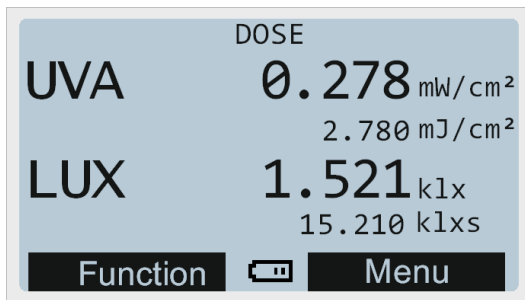 DOSE
UVA 0.278 mW/cm²
2.780 mJ/cm²
LUX 1.521 klx
15.210 klxs
Function Menu